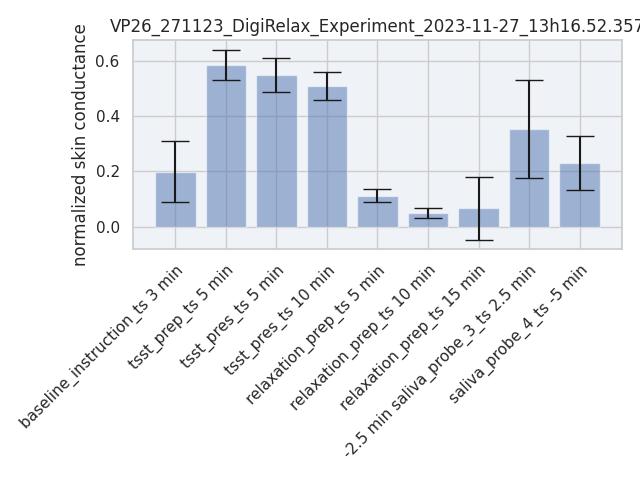 VP26_271123_DigiRelax_Experiment_2023-11-27_13h16.52.357
normalized skin conductance
0.6
0.4
0.2
0.0
baseline_instruction_ts 3 min
tsst_prep_ts 5 min
tsst_pres_ts 5 min
tsst_pres_ts 10 min
relaxation_prep_ts 5 min
relaxation_prep_ts 10 min
relaxation_prep_ts 15 min
-2.5 min saliva_probe_3_ts 2.5 min
saliva_probe_4_ts -5 min